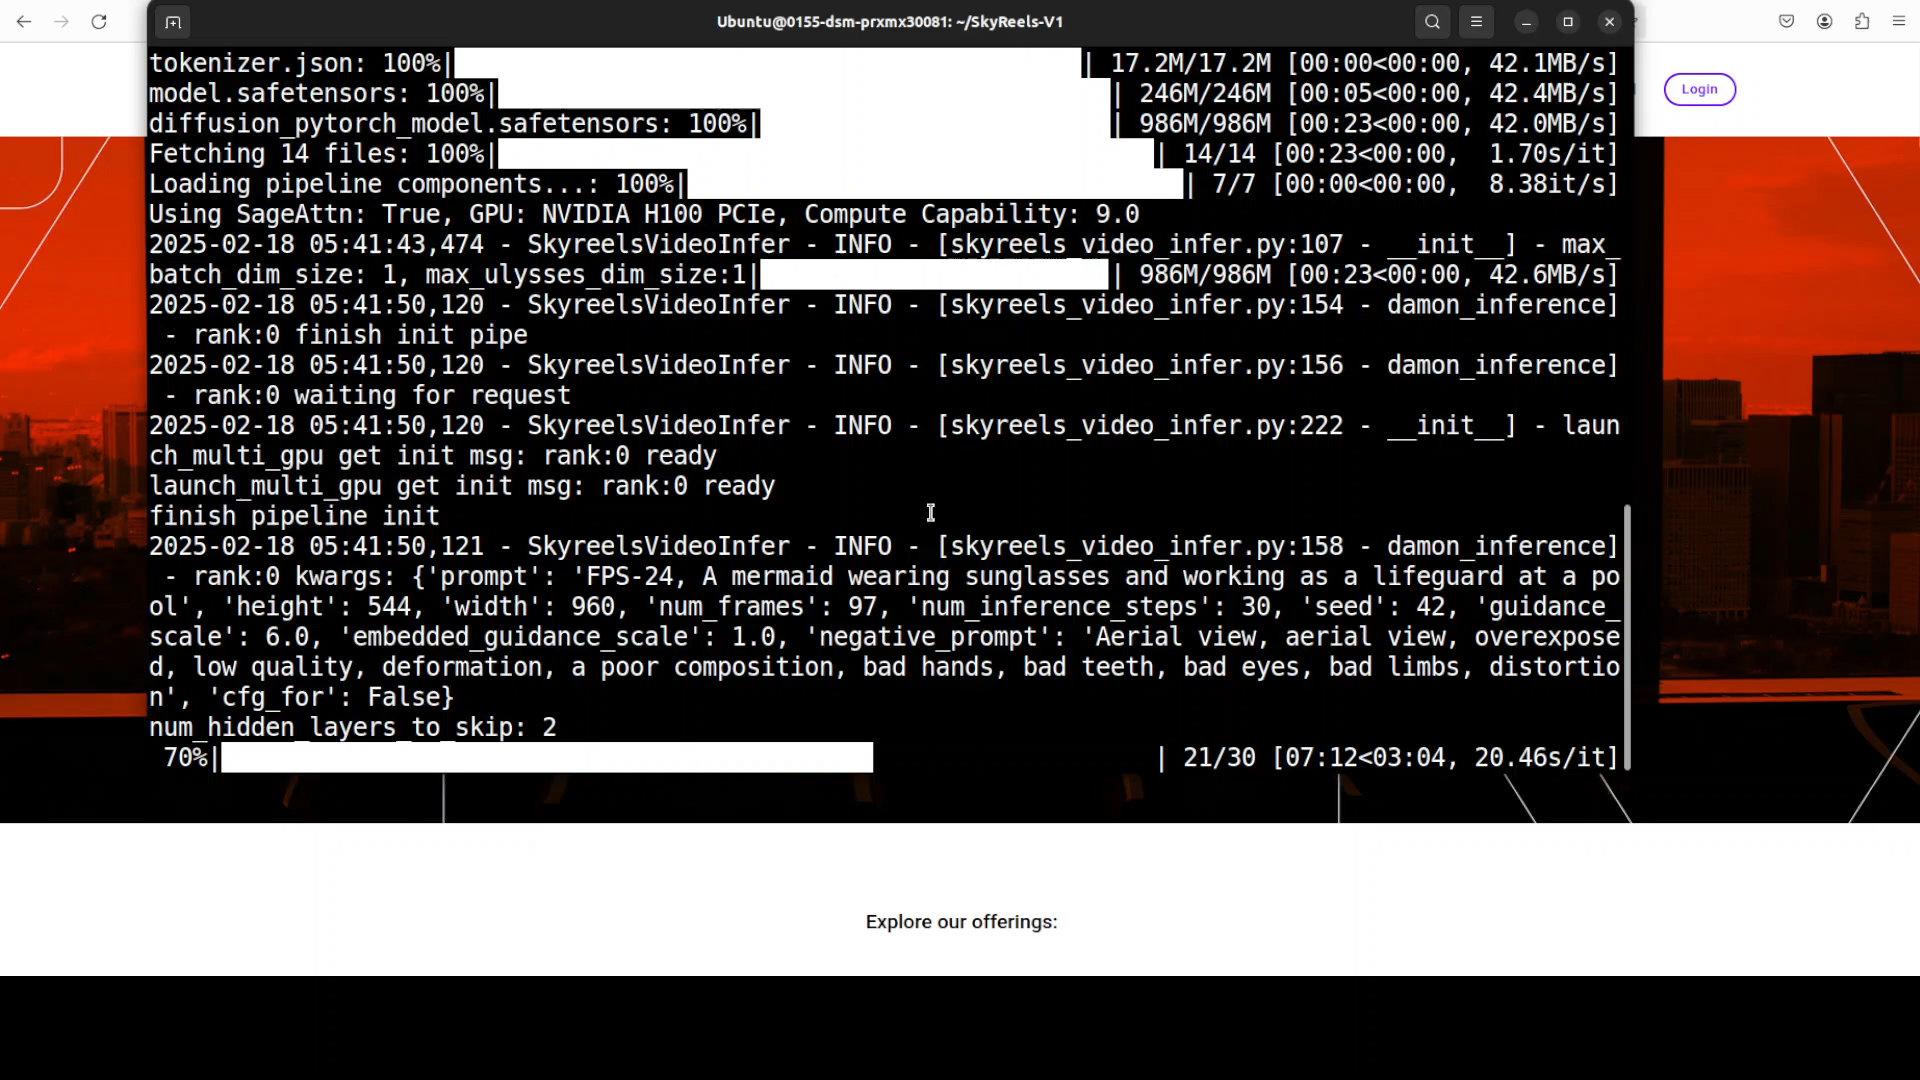 Ubuntu@0155-dsm-prxmx30081: ~/SkyReels-V1
tokenizer.json: 100%| | 17.2M/17.2M [00:00<00:00, 42.1MB/s]
model.safetensors: 100%| | 246M/246M [00:05<00:00, 42.4MB/s]
diffusion_pytorch_model.safetensors: 100%| | 986M/986M [00:23<00:00, 42.0MB/s]
Fetching 14 files: 100%| | 14/14 [00:23<00:00,  1.70s/it]
Loading pipeline components...: 100%| | 7/7 [00:00<00:00,  8.38it/s]
Using SageAttn: True, GPU: NVIDIA H100 PCIe, Compute Capability: 9.0
2025-02-18 05:41:43,474 - SkyreelsVideoInfer - INFO - [skyreels_video_infer.py:107 - __init__] - max_
batch_dim_size: 1, max_ulysses_dim_size:1| | 986M/986M [00:23<00:00, 42.6MB/s]
2025-02-18 05:41:50,120 - SkyreelsVideoInfer - INFO - [skyreels_video_infer.py:154 - damon_inference]
 - rank:0 finish init pipe
2025-02-18 05:41:50,120 - SkyreelsVideoInfer - INFO - [skyreels_video_infer.py:156 - damon_inference]
 - rank:0 waiting for request
2025-02-18 05:41:50,120 - SkyreelsVideoInfer - INFO - [skyreels_video_infer.py:222 - __init__] - laun
ch_multi_gpu get init msg: rank:0 ready
launch_multi_gpu get init msg: rank:0 ready
finish pipeline init
2025-02-18 05:41:50,121 - SkyreelsVideoInfer - INFO - [skyreels_video_infer.py:158 - damon_inference]
 - rank:0 kwargs: {'prompt': 'FPS-24, A mermaid wearing sunglasses and working as a lifeguard at a po
ol', 'height': 544, 'width': 960, 'num_frames': 97, 'num_inference_steps': 30, 'seed': 42, 'guidance_
scale': 6.0, 'embedded_guidance_scale': 1.0, 'negative_prompt': 'Aerial view, aerial view, overexpose
d, low quality, deformation, a poor composition, bad hands, bad teeth, bad eyes, bad limbs, distortio
n', 'cfg_for': False}
num_hidden_layers_to_skip: 2
 70%| | 21/30 [07:12<03:04, 20.46s/it]
Login
Explore our offerings: